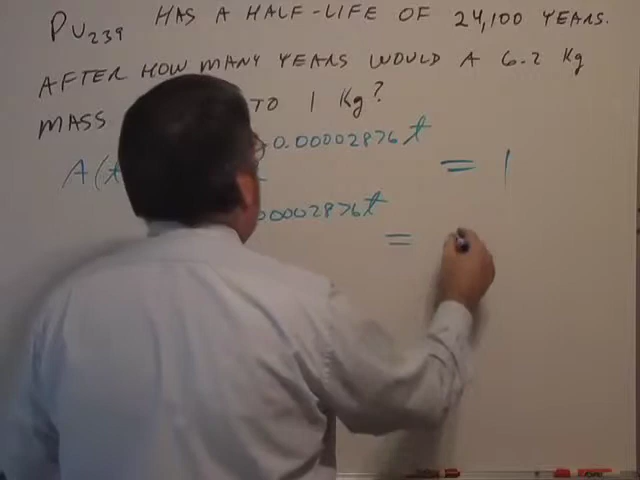 Pu239 HAS A HALF-LIFE OF 24,100 YEARS.
AFTER HOW MANY YEARS WOULD A 6.2 Kg
MASS TO 1 Kg?
A(t 0.00002876t = 1
00002876t =